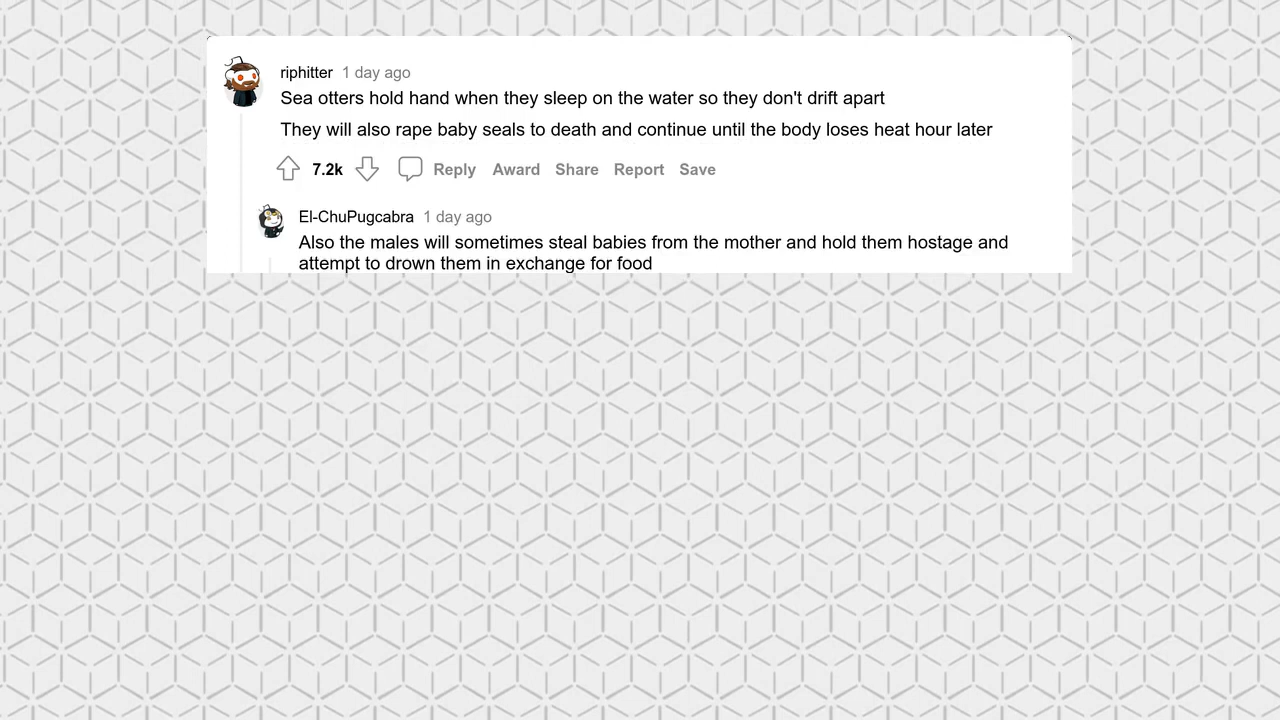 riphitter 1 day ago
Sea otters hold hand when they sleep on the water so they don't drift apart
They will also rape baby seals to death and continue until the body loses heat hour later
7.2k Reply Award Share Report Save
El-ChuPugcabra 1 day ago
Also the males will sometimes steal babies from the mother and hold them hostage and
attempt to drown them in exchange for food